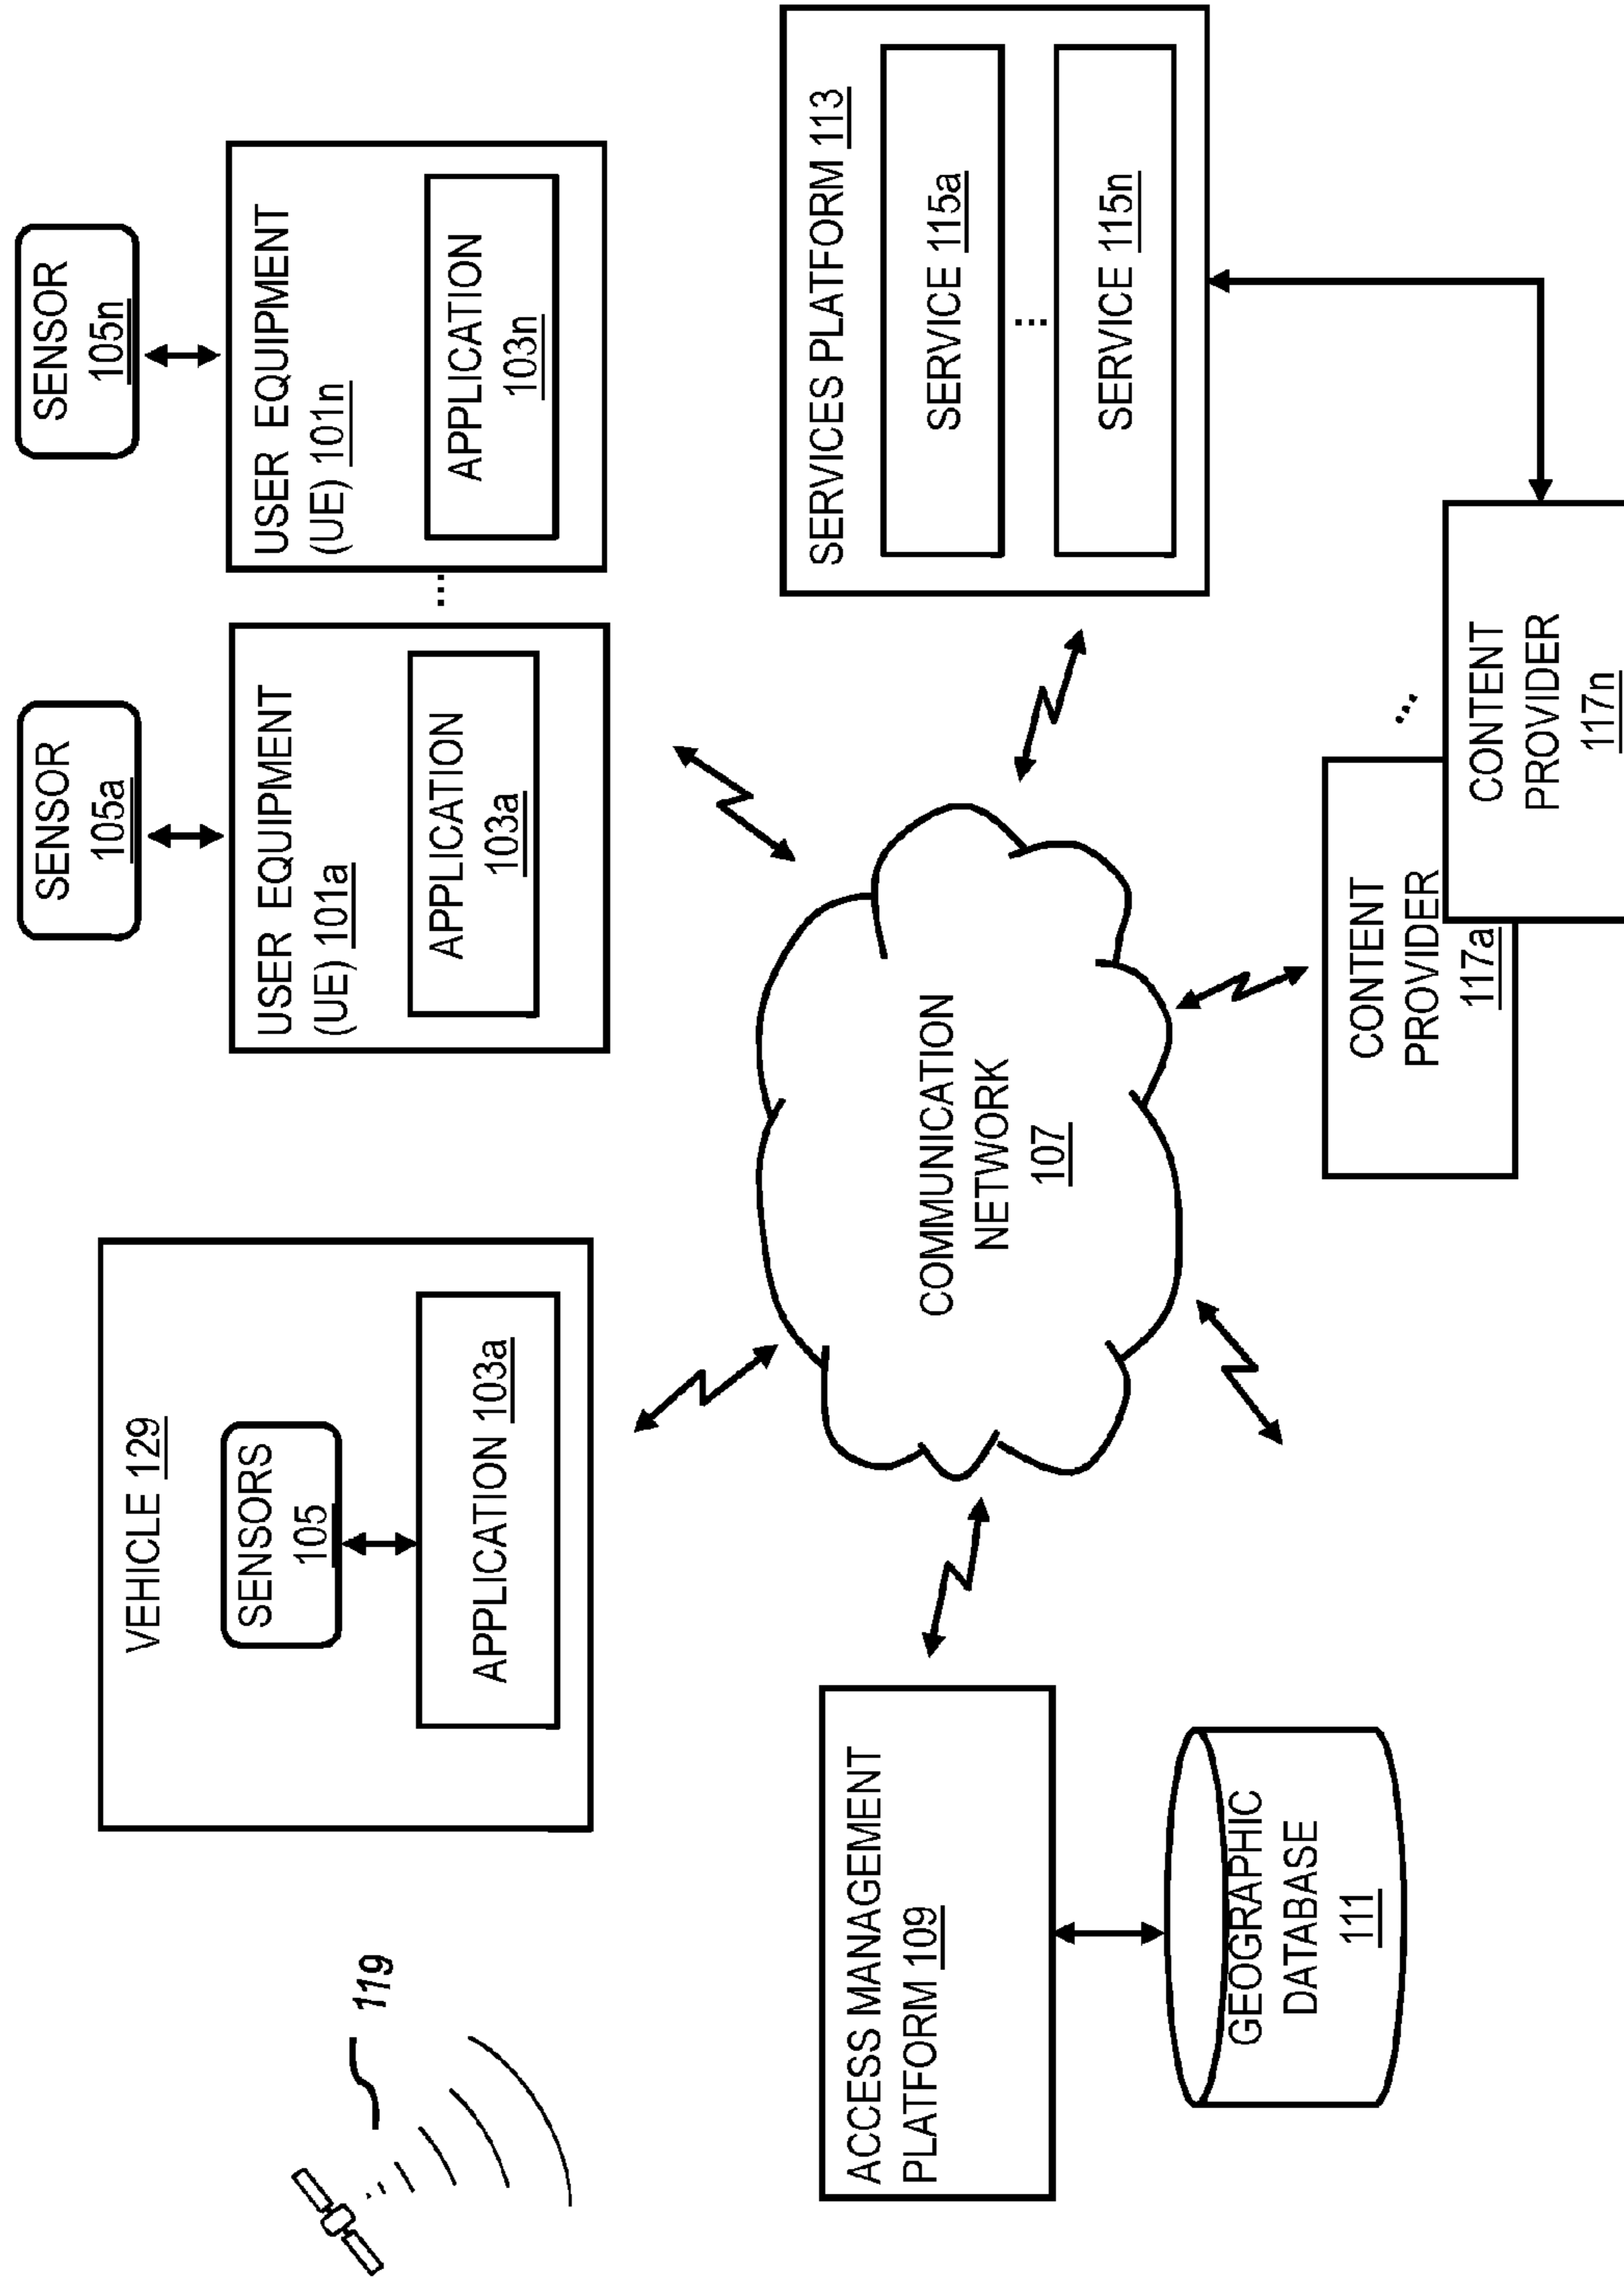 119
VEHICLE 129
SENSORS
105
APPLICATION 103a
SENSOR
105a
USER EQUIPMENT
(UE) 101a
APPLICATION
103a
...
SENSOR
105n
USER EQUIPMENT
(UE) 101n
APPLICATION
103n
ACCESS MANAGEMENT
PLATFORM 109
GEOGRAPHIC
DATABASE
111
COMMUNICATION
NETWORK
107
SERVICES PLATFORM 113
SERVICE 115a
...
SERVICE 115n
CONTENT
PROVIDER
117a
...
CONTENT
PROVIDER
117n